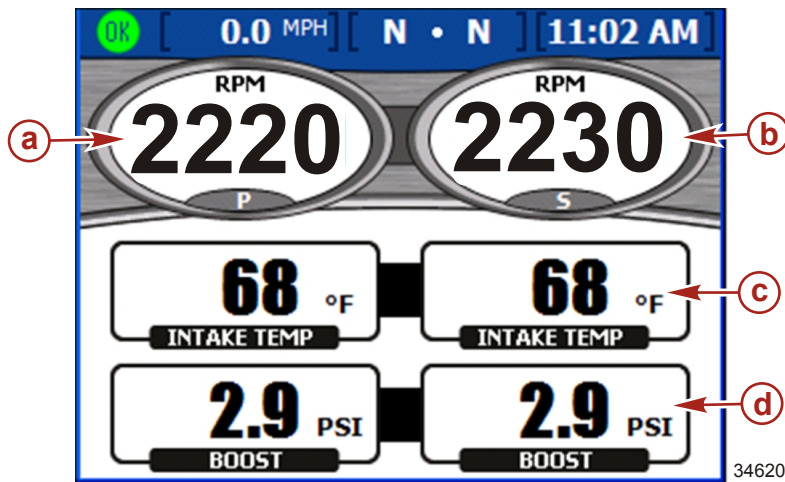 OK [ 0.0 MPH ] [ N • N ] [ 11:02 AM ]
RPM RPM
a 2220 2230 b
P S
68 °F 68 °F c
INTAKE TEMP INTAKE TEMP
2.9 PSI 2.9 PSI d
BOOST BOOST
34620